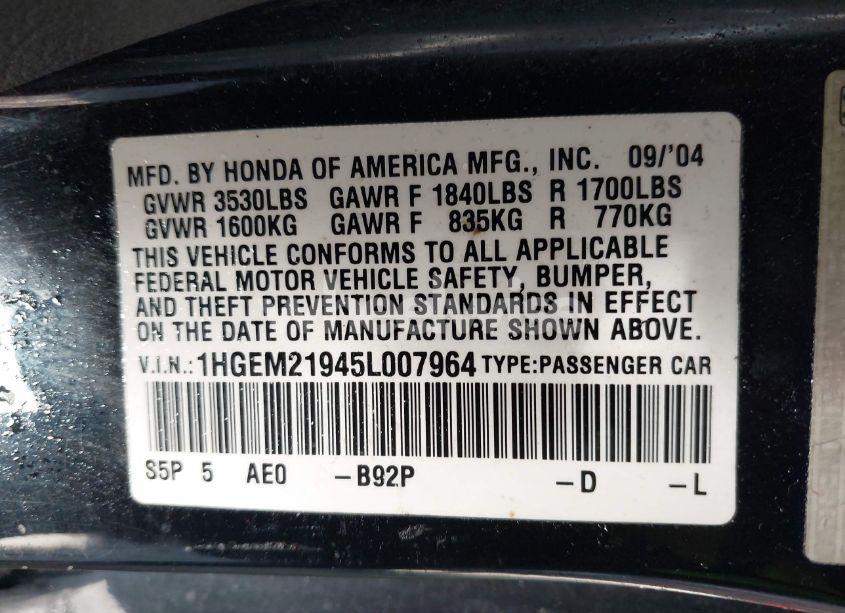 MFD. BY HONDA OF AMERICA MFG., INC. 09/'04
GVWR 3530LBS GAWR F 1840LBS R 1700LBS
GVWR 1600KG GAWR F 835KG R 770KG
THIS VEHICLE CONFORMS TO ALL APPLICABLE
FEDERAL MOTOR VEHICLE SAFETY, BUMPER,
AND THEFT PREVENTION STANDARDS IN EFFECT
ON THE DATE OF MANUFACTURE SHOWN ABOVE.
V.I.N.: 1HGEM21945L007964 TYPE:PASSENGER CAR
S5P 5 AE0 –B92P –D –L